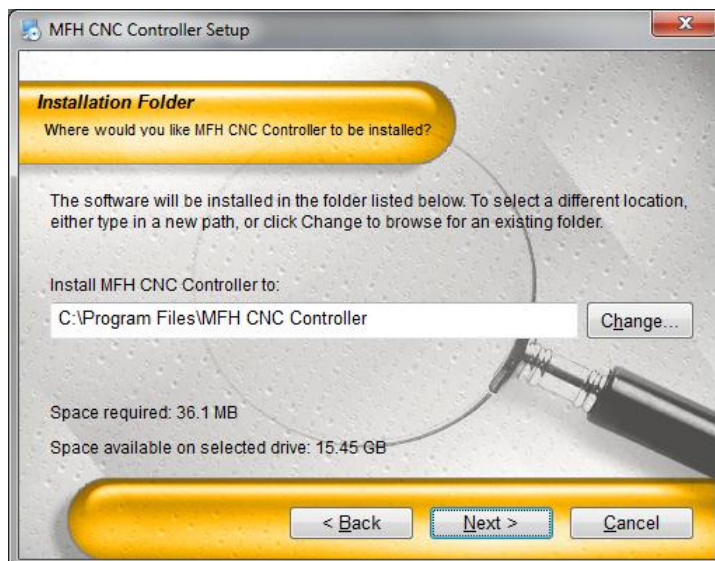 MFH CNC Controller Setup
Installation Folder
Where would you like MFH CNC Controller to be installed?
The software will be installed in the folder listed below. To select a different location,
either type in a new path, or click Change to browse for an existing folder.
Install MFH CNC Controller to:
C:\Program Files\MFH CNC Controller
Change...
Space required: 36.1 MB
Space available on selected drive: 15.45 GB
< Back
Next >
Cancel